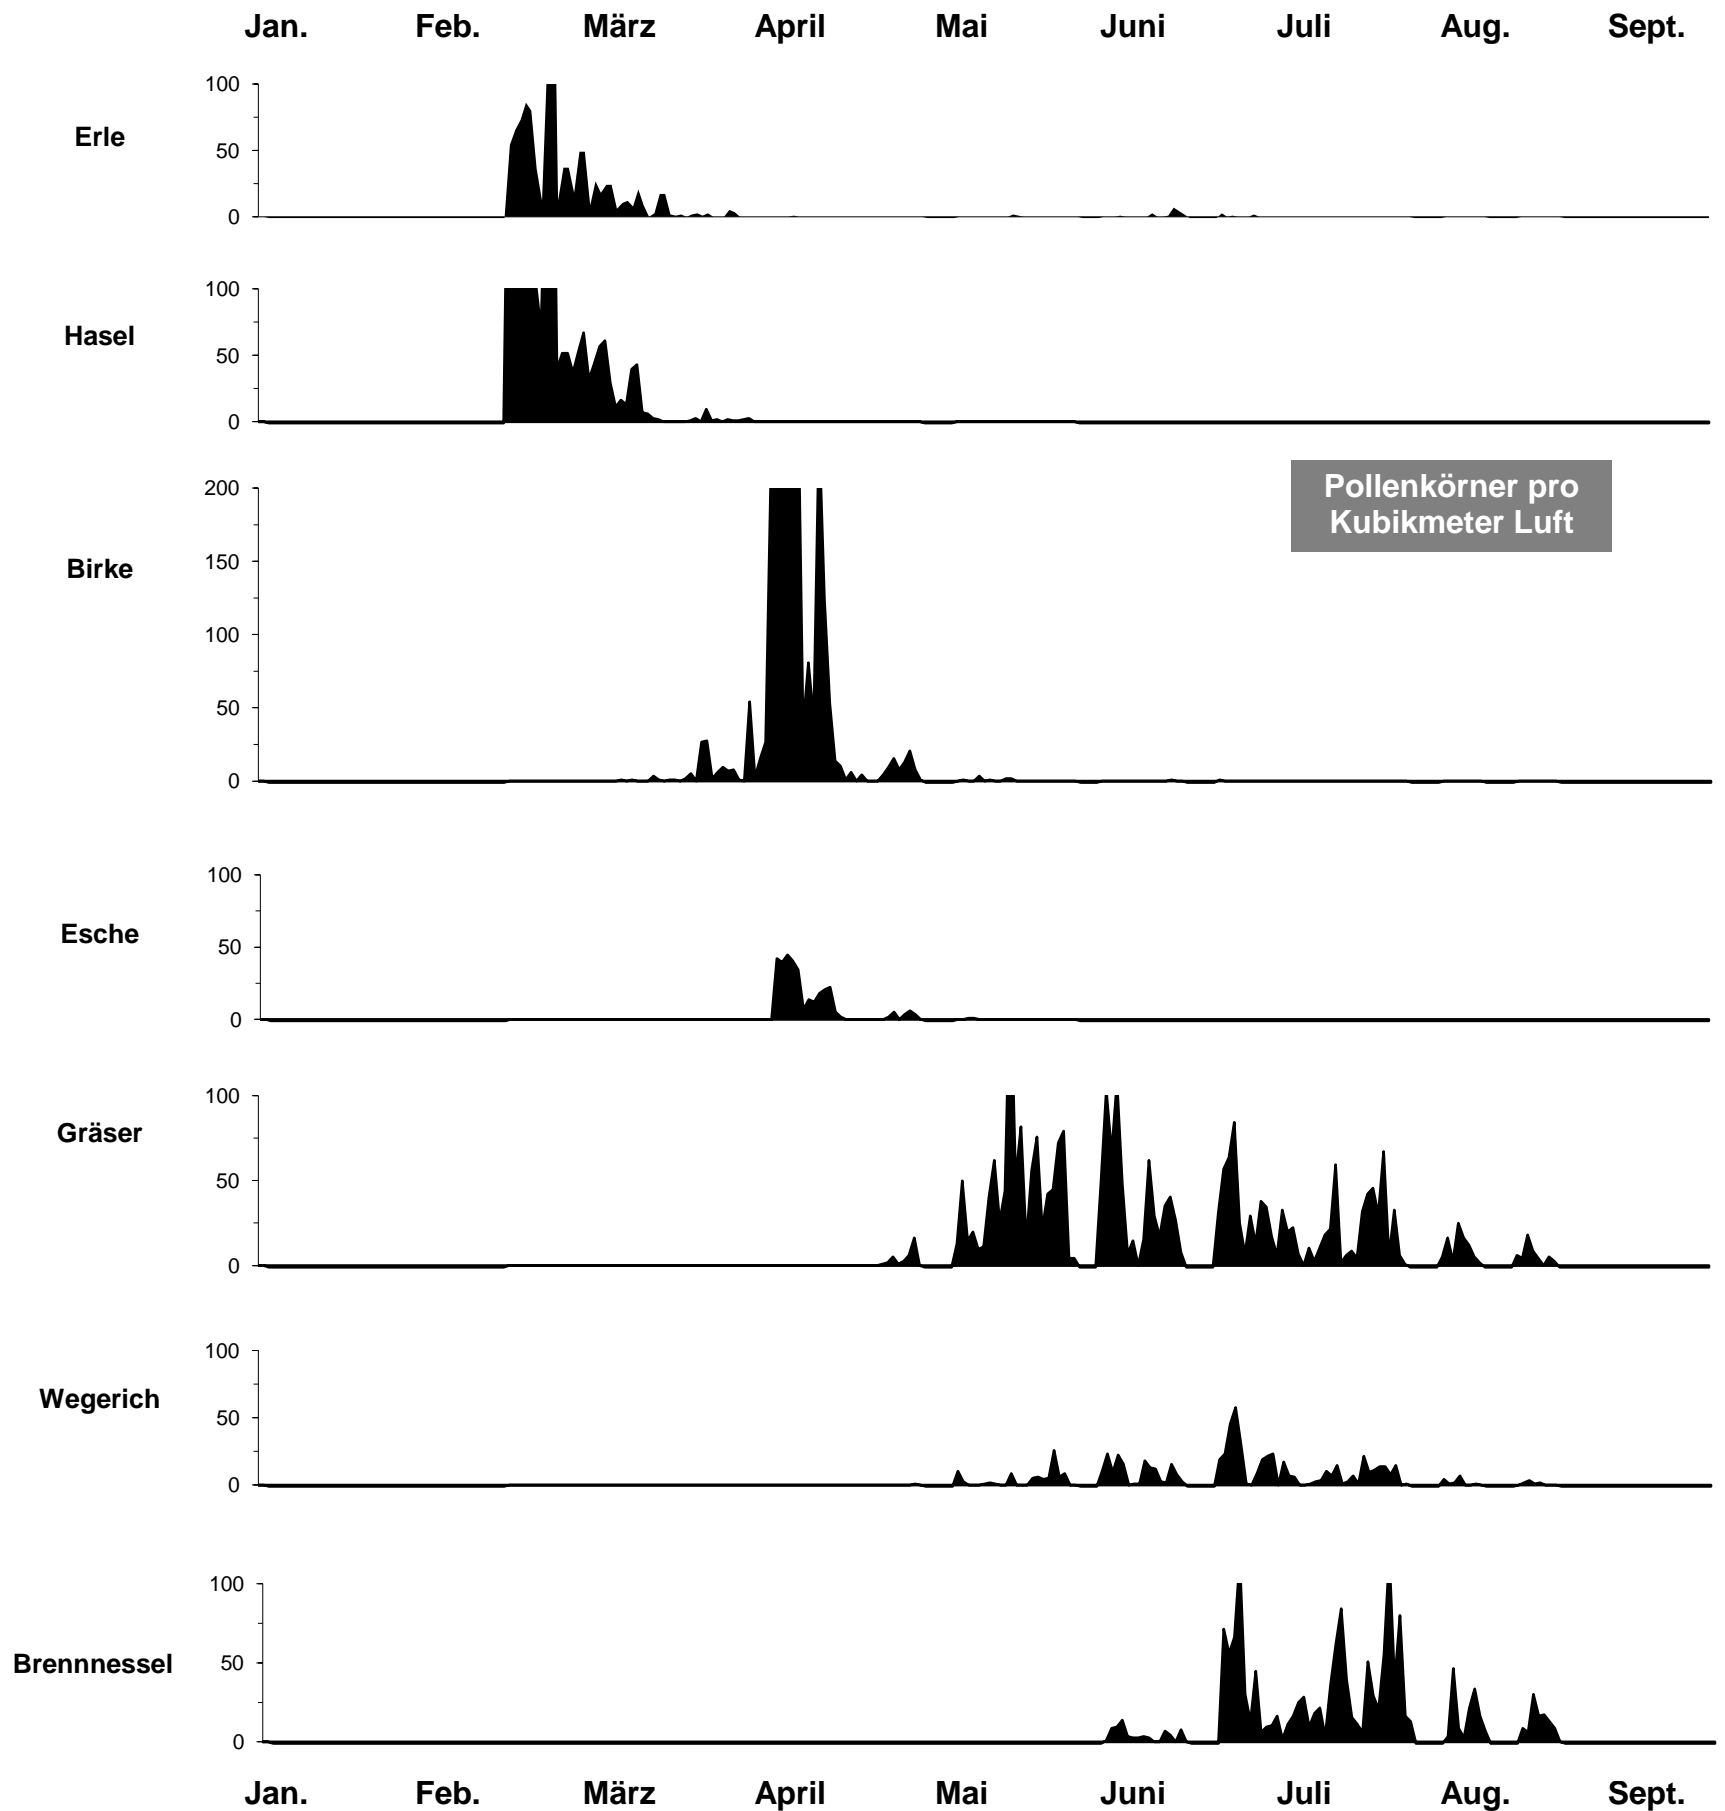 Jan. Feb. März April Mai Juni Juli Aug. Sept.
100
Erle
50
0
100
Hasel
50
0
Pollenkörner pro
Kubikmeter Luft
200
150
Birke
100
50
0
100
Esche
50
0
100
Gräser
50
0
100
Wegerich
50
0
100
Brennnessel
50
0
Jan. Feb. März April Mai Juni Juli Aug. Sept.